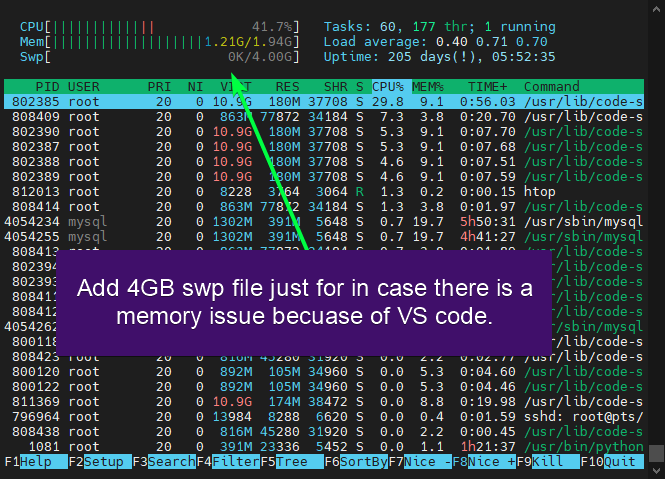 CPU[||||||||||||| 41.7%] Tasks: 60, 177 thr; 1 running
Mem[|||||||||||||||||||1.21G/1.94G] Load average: 0.40 0.71 0.70
Swp[ 0K/4.00G] Uptime: 205 days(!), 05:52:35
PID USER PRI NI VIRT RES SHR S CPU% MEM% TIME+ Command
802385 root 20 0 10.9G 180M 37708 S 29.8 9.1 0:56.03 /usr/lib/code-s
808409 root 20 0 863M 77872 34184 S 7.3 3.8 0:20.70 /usr/lib/code-s
802390 root 20 0 10.9G 180M 37708 S 5.3 9.1 0:07.70 /usr/lib/code-s
802387 root 20 0 10.9G 180M 37708 S 5.3 9.1 0:07.68 /usr/lib/code-s
802388 root 20 0 10.9G 180M 37708 S 4.6 9.1 0:07.51 /usr/lib/code-s
802389 root 20 0 10.9G 180M 37708 S 4.6 9.1 0:07.59 /usr/lib/code-s
812013 root 20 0 8228 3764 3064 R 1.3 0.2 0:00.15 htop
808414 root 20 0 863M 77872 34184 S 1.3 3.8 0:01.97 /usr/lib/code-s
4054234 mysql 20 0 1302M 391M 5648 S 0.7 19.7 5h50:31 /usr/sbin/mysql
4054255 mysql 20 0 1302M 391M 5648 S 0.7 19.7 4h41:27 /usr/sbin/mysql
808413 /usr/lib/code-s
802394 /usr/lib/code-s
802393 /usr/lib/code-s
808411 /usr/lib/code-s
808412 /usr/lib/code-s
4054262 /usr/sbin/mysql
800118 /usr/lib/code-s
Add 4GB swp file just for in case there is a
memory issue becuase of VS code.
808423 root 20 0 816M 45280 31920 S 0.0 2.2 0:02.77 /usr/lib/code-s
800120 root 20 0 892M 105M 34960 S 0.0 5.3 0:04.60 /usr/lib/code-s
800122 root 20 0 892M 105M 34960 S 0.0 5.3 0:04.46 /usr/lib/code-s
811369 root 20 0 10.9G 174M 38472 S 0.0 8.8 0:19.98 /usr/lib/code-s
796964 root 20 0 13984 8288 6620 S 0.0 0.4 0:01.59 sshd: root@pts/
808438 root 20 0 816M 45280 31920 S 0.0 2.2 0:00.45 /usr/lib/code-s
1081 root 20 0 391M 23336 5452 S 0.0 1.1 1h21:37 /usr/bin/python
F1Help F2Setup F3SearchF4FilterF5Tree F6SortByF7Nice -F8Nice +F9Kill F10Quit